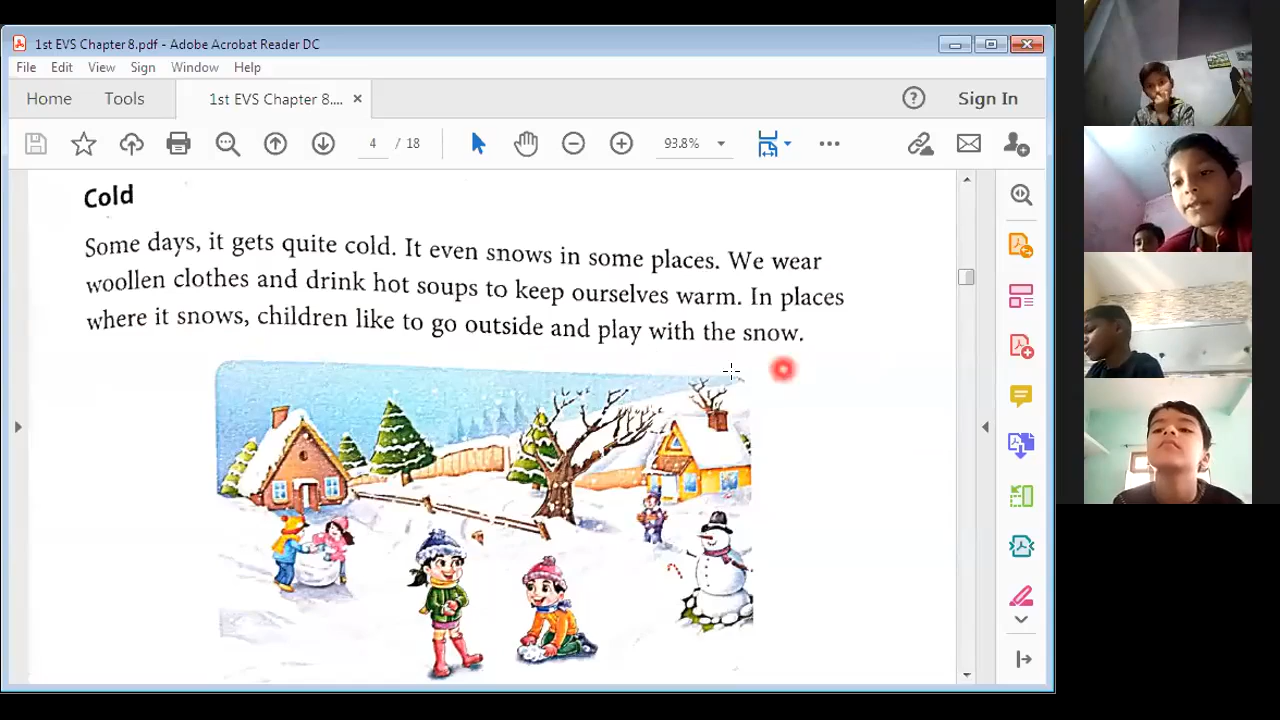 1st EVS Chapter 8.pdf - Adobe Acrobat Reader DC
File Edit View Sign Window Help
Home Tools 1st EVS Chapter 8.... Sign In
4 / 18 93.8%
Cold
Some days, it gets quite cold. It even snows in some places. We wear
woollen clothes and drink hot soups to keep ourselves warm. In places
where it snows, children like to go outside and play with the snow.